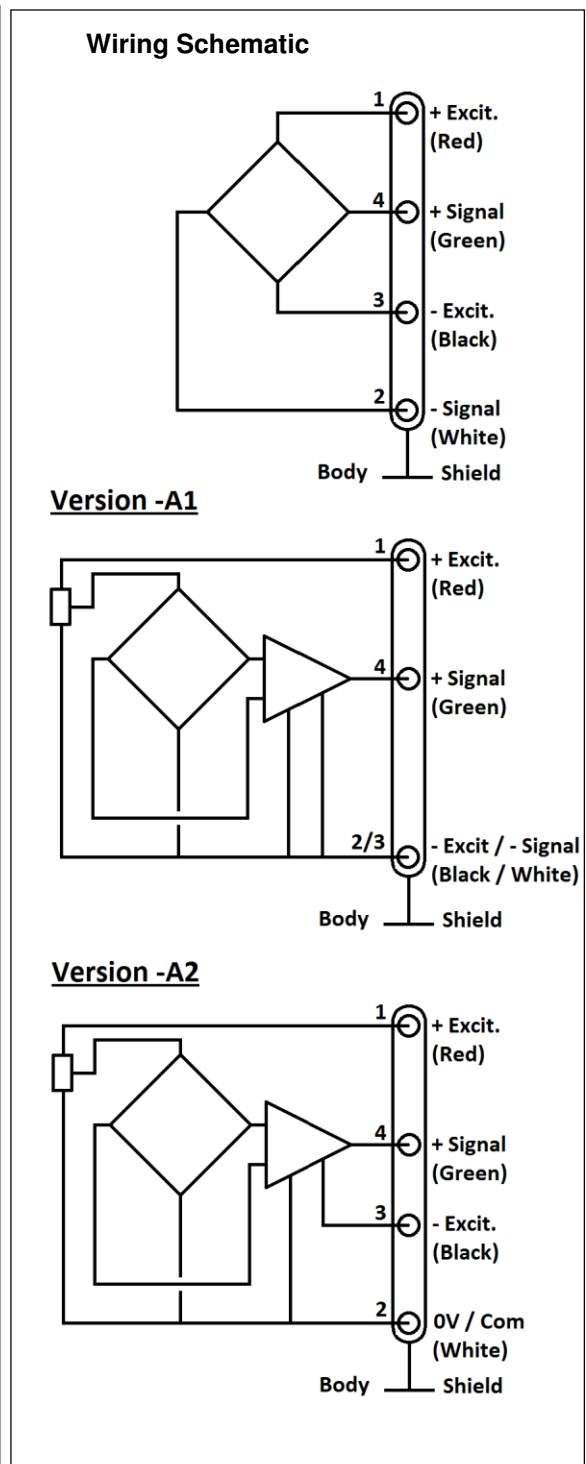 Wiring Schematic
1
+ Excit.
(Red)
4
+ Signal
(Green)
3
- Excit.
(Black)
2
- Signal
(White)
Body
Shield
Version -A1
1
+ Excit.
(Red)
4
+ Signal
(Green)
2/3
- Excit / - Signal
(Black / White)
Body
Shield
Version -A2
1
+ Excit.
(Red)
4
+ Signal
(Green)
3
- Excit.
(Black)
2
0V / Com
(White)
Body
Shield